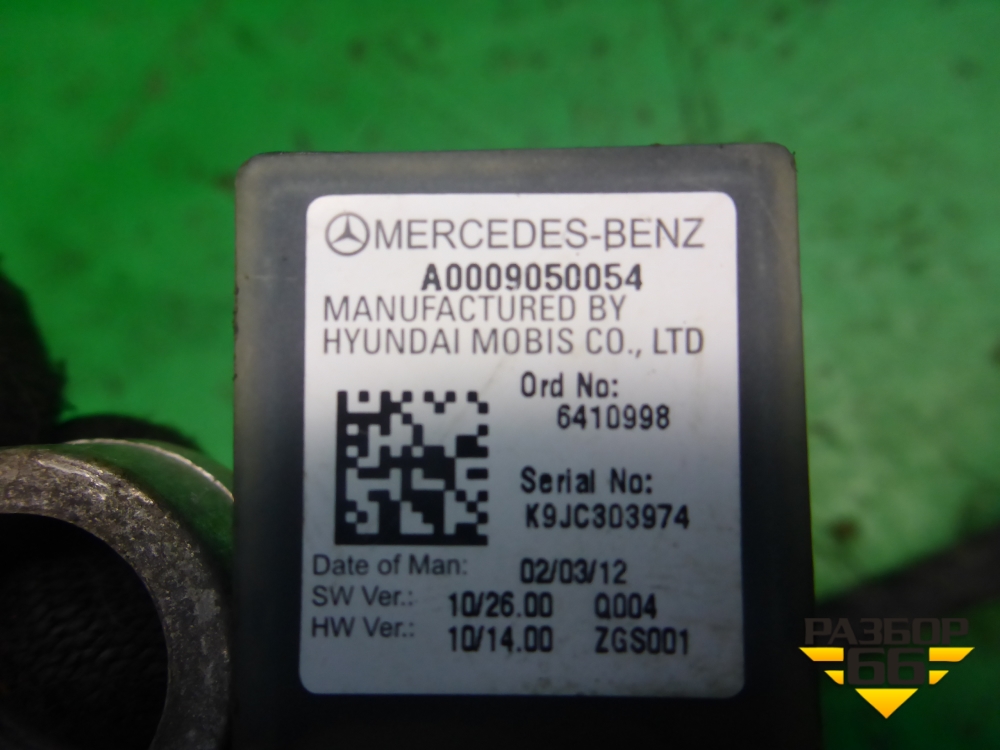 MERCEDES-BENZ
A0009050054
MANUFACTURED BY
HYUNDAI MOBIS CO., LTD
Ord No:
6410998
Serial No:
K9JC303974
Date of Man: 02/03/12
SW Ver.: 10/26.00 Q004
HW Ver.: 10/14.00 ZGS001
РАЗБОР
66